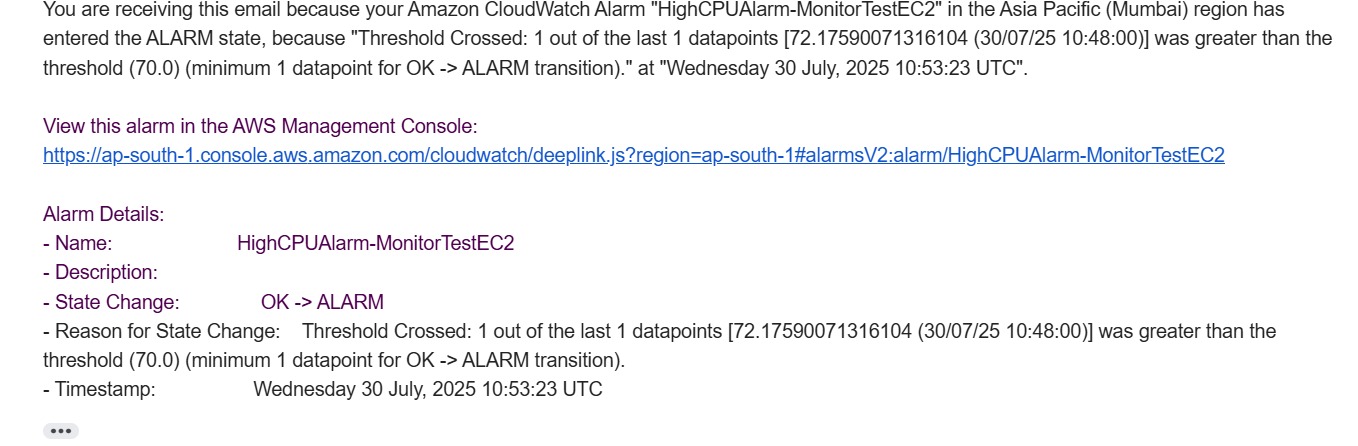 You are receiving this email because your Amazon CloudWatch Alarm "HighCPUAlarm-MonitorTestEC2" in the Asia Pacific (Mumbai) region has
entered the ALARM state, because "Threshold Crossed: 1 out of the last 1 datapoints [72.17590071316104 (30/07/25 10:48:00)] was greater than the
threshold (70.0) (minimum 1 datapoint for OK -> ALARM transition)." at "Wednesday 30 July, 2025 10:53:23 UTC".
View this alarm in the AWS Management Console:
https://ap-south-1.console.aws.amazon.com/cloudwatch/deeplink.js?region=ap-south-1#alarmsV2:alarm/HighCPUAlarm-MonitorTestEC2
Alarm Details:
- Name: HighCPUAlarm-MonitorTestEC2
- Description:
- State Change: OK -> ALARM
- Reason for State Change: Threshold Crossed: 1 out of the last 1 datapoints [72.17590071316104 (30/07/25 10:48:00)] was greater than the
threshold (70.0) (minimum 1 datapoint for OK -> ALARM transition).
- Timestamp: Wednesday 30 July, 2025 10:53:23 UTC